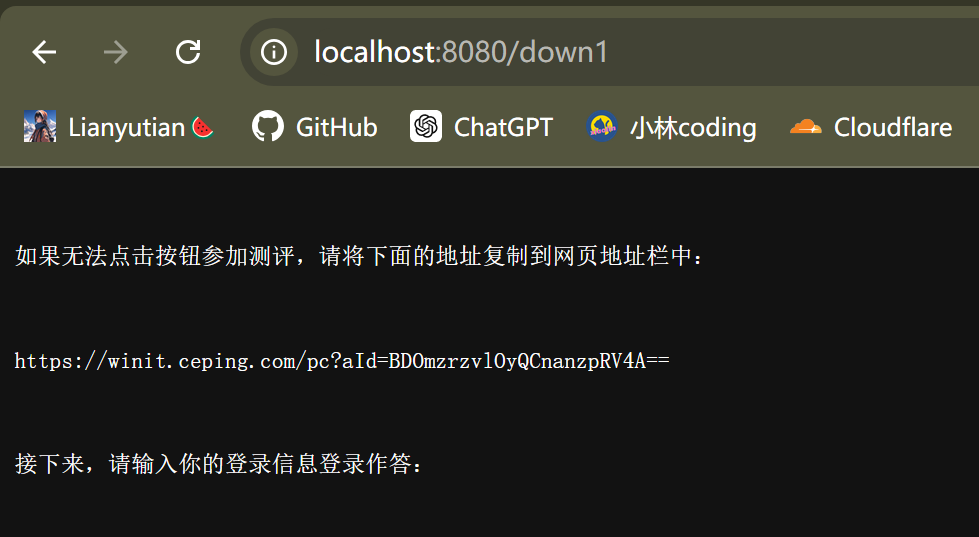 localhost:8080/down1
Lianyutian🍉 GitHub ChatGPT 小林coding Cloudflare
如果无法点击按钮参加测评，请将下面的地址复制到网页地址栏中：
https://winit.ceping.com/pc?aId=BDOmzrzvlOyQCnanzpRV4A==
接下来，请输入你的登录信息登录作答：